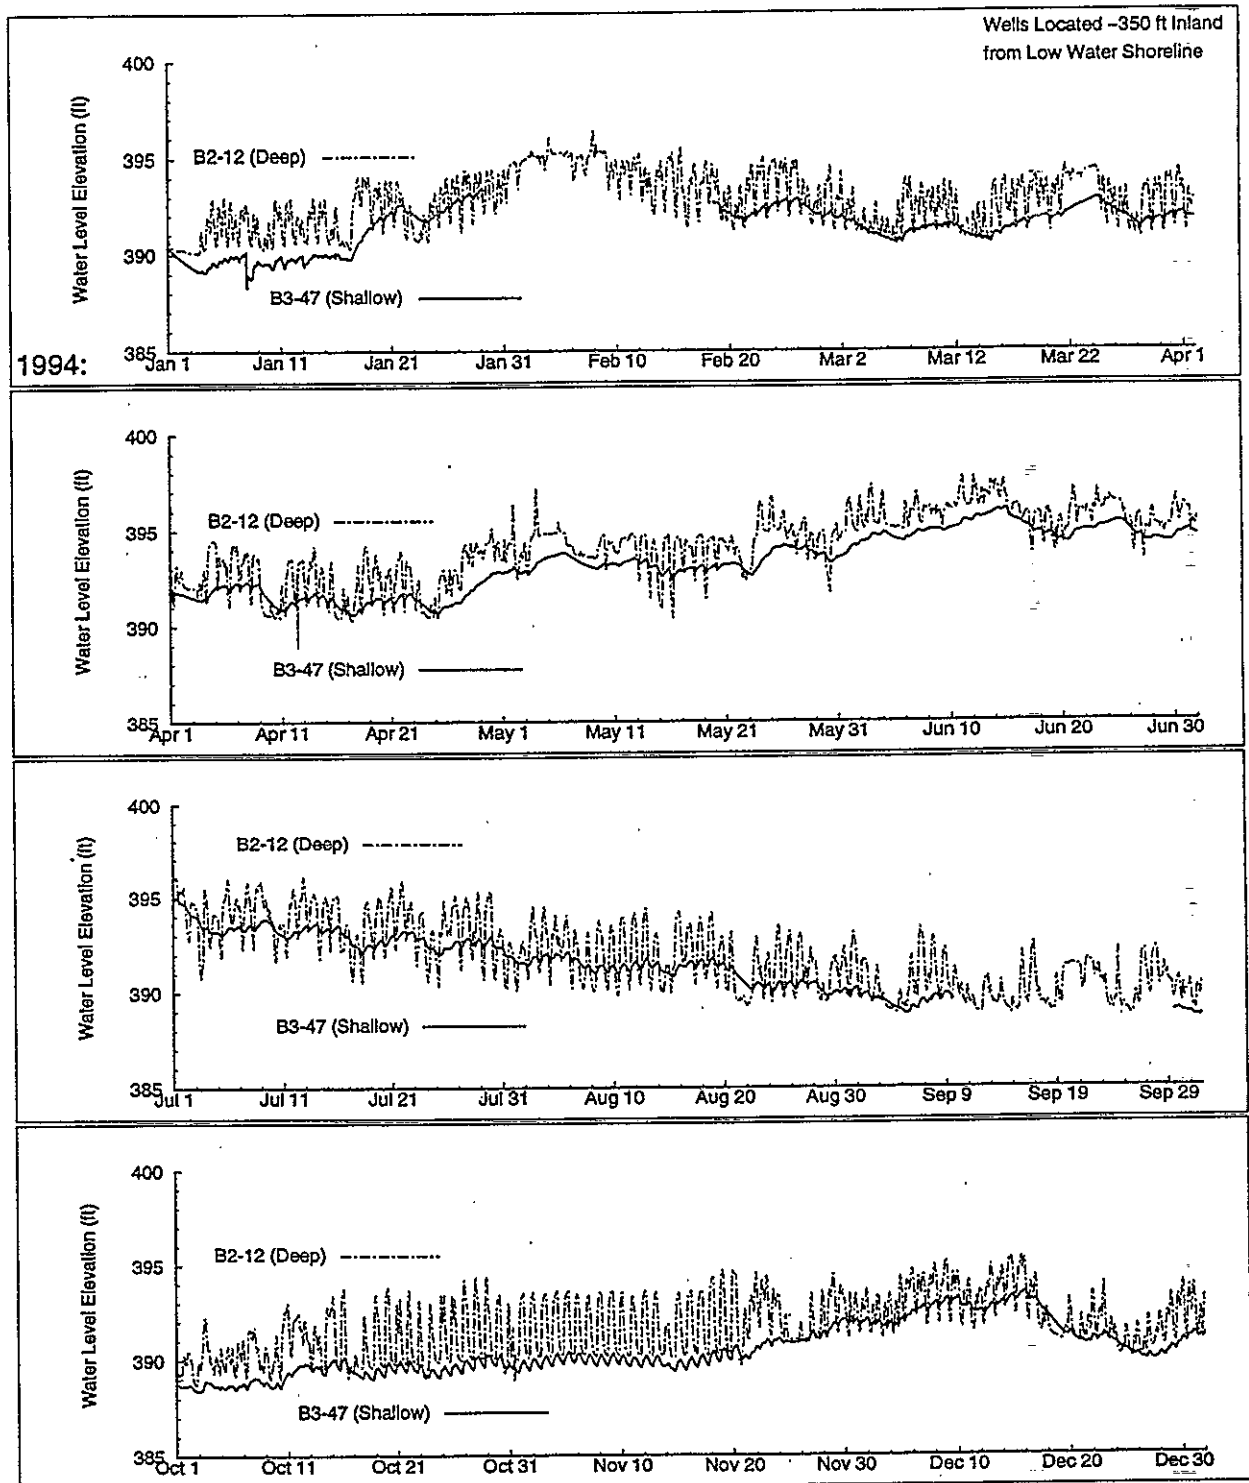 Wells Located ~350 ft Inland
from Low Water Shoreline
Water Level Elevation (ft)
400
395
390
385
B2-12 (Deep)
B3-47 (Shallow)
1994:
Jan 1 Jan 11 Jan 21 Jan 31 Feb 10 Feb 20 Mar 2 Mar 12 Mar 22 Apr 1
Water Level Elevation (ft)
400
395
390
385
B2-12 (Deep)
B3-47 (Shallow)
Apr 1 Apr 11 Apr 21 May 1 May 11 May 21 May 31 Jun 10 Jun 20 Jun 30
Water Level Elevation (ft)
400
395
390
385
B2-12 (Deep)
B3-47 (Shallow)
Jul 1 Jul 11 Jul 21 Jul 31 Aug 10 Aug 20 Aug 30 Sep 9 Sep 19 Sep 29
Water Level Elevation (ft)
400
395
390
385
B2-12 (Deep)
B3-47 (Shallow)
Oct 1 Oct 11 Oct 21 Oct 31 Nov 10 Nov 20 Nov 30 Dec 10 Dec 20 Dec 30